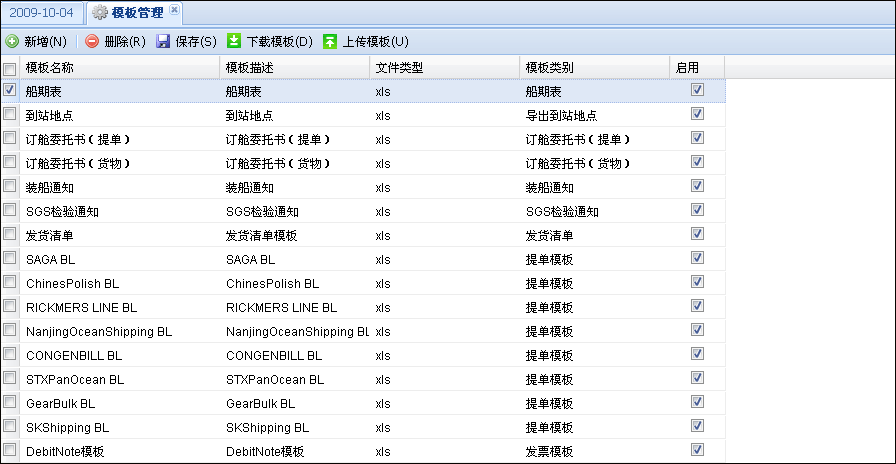 2009-10-04 模板管理
新增(N) 删除(R) 保存(S) 下载模板(D) 上传模板(U)
模板名称 模板描述 文件类型 模板类别 启用
船期表 船期表 xls 船期表
到站地点 到站地点 xls 导出到站地点
订舱委托书(提单) 订舱委托书(提单) xls 订舱委托书(提单)
订舱委托书(货物) 订舱委托书(货物) xls 订舱委托书(货物)
装船通知 装船通知 xls 装船通知
SGS检验通知 SGS检验通知 xls SGS检验通知
发货清单 发货清单模板 xls 发货清单
SAGA BL SAGA BL xls 提单模板
ChinesPolish BL ChinesPolish BL xls 提单模板
RICKMERS LINE BL RICKMERS LINE BL xls 提单模板
NanjingOceanShipping BL NanjingOceanShipping BL xls 提单模板
CONGENBILL BL CONGENBILL BL xls 提单模板
STXPanOcean BL STXPanOcean BL xls 提单模板
GearBulk BL GearBulk BL xls 提单模板
SKShipping BL SKShipping BL xls 提单模板
DebitNote模板 DebitNote模板 xls 发票模板